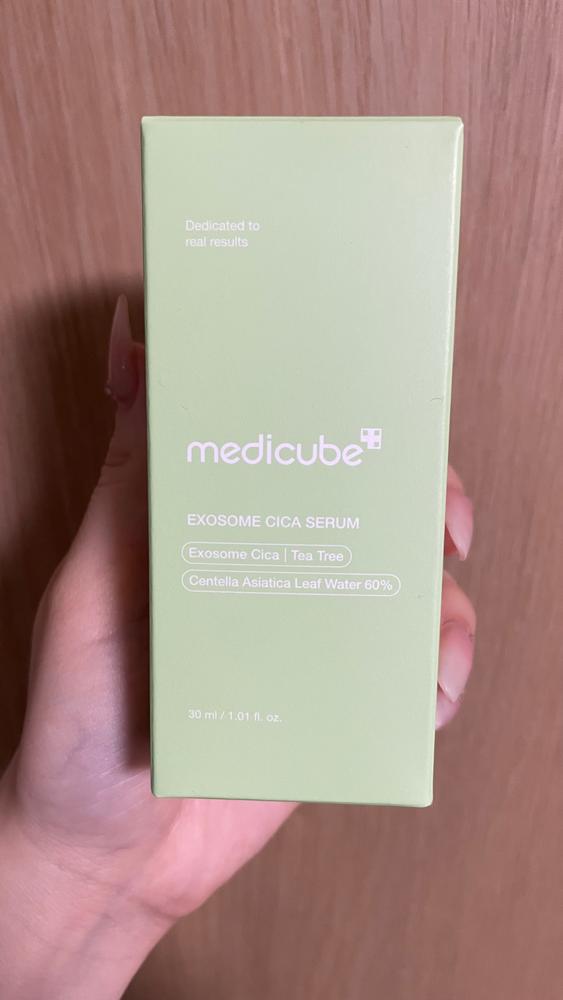 Dedicated to
real results
medicube
EXOSOME CICA SERUM
Exosome Cica | Tea Tree
Centella Asiatica Leaf Water 60%
30 ml / 1.01 fl. oz.